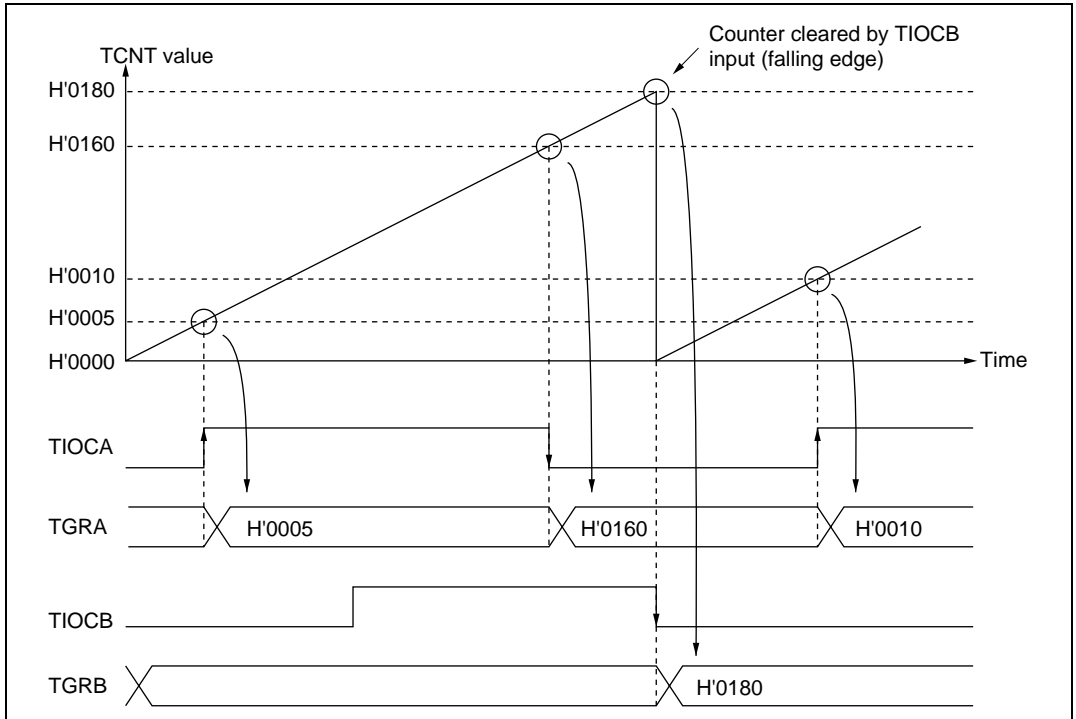 Counter cleared by TIOCB
input (falling edge)
TCNT value
H'0180
H'0160
H'0010
H'0005
H'0000
Time
TIOCA
TGRA
H'0005
H'0160
H'0010
TIOCB
TGRB
H'0180